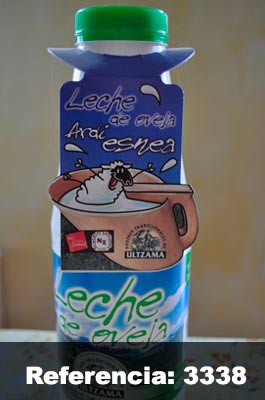 Leche
de oveja
Ardi
esnea
ULTZAMA
Leche
de oveja
Referencia: 3338